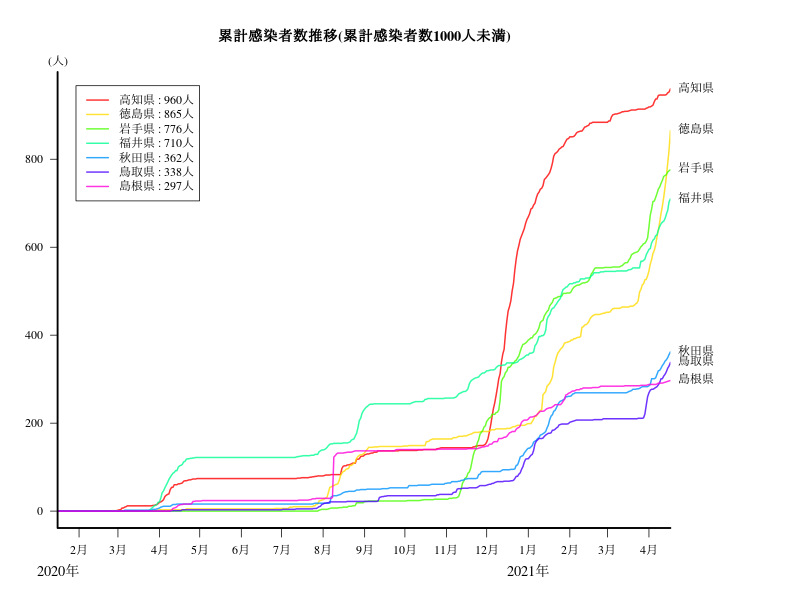 累計感染者数推移(累計感染者数1000人未満)
(人)
高知県 : 960人
徳島県 : 865人
岩手県 : 776人
福井県 : 710人
秋田県 : 362人
鳥取県 : 338人
島根県 : 297人
高知県
徳島県
岩手県
福井県
秋田県
鳥取県
島根県
800
600
400
200
0
2月 3月 4月 5月 6月 7月 8月 9月 10月 11月 12月 1月 2月 3月 4月
2020年 2021年